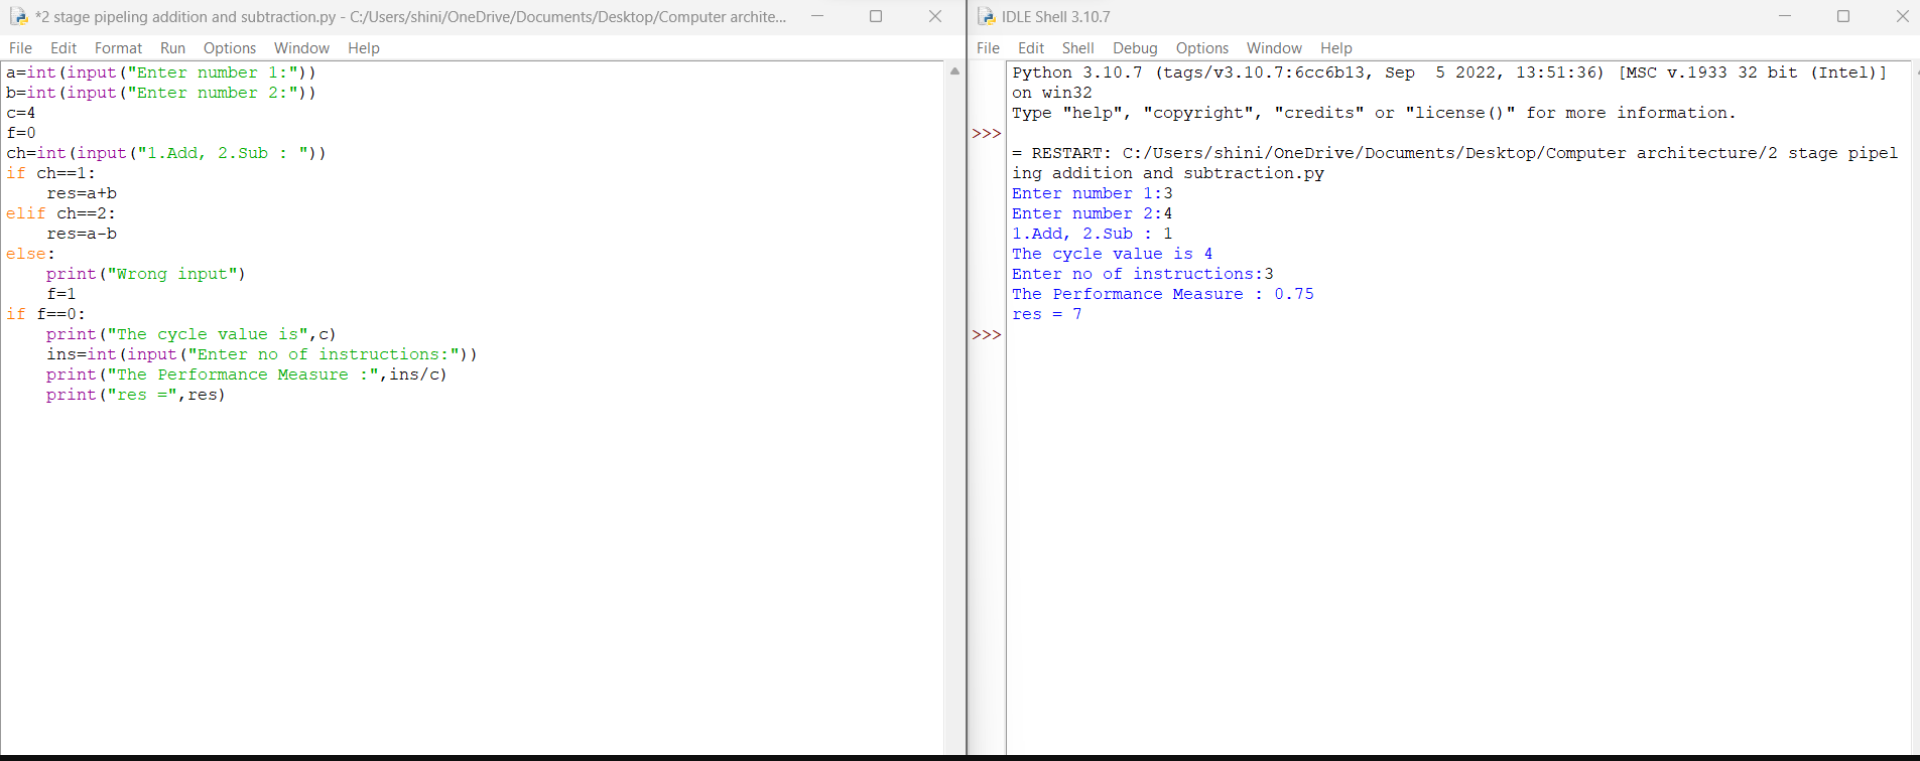 *2 stage pipeling addition and subtraction.py - C:/Users/shini/OneDrive/Documents/Desktop/Computer archite...
File Edit Format Run Options Window Help
a=int(input("Enter number 1:"))
b=int(input("Enter number 2:"))
c=4
f=0
ch=int(input("1.Add, 2.Sub : "))
if ch==1:
    res=a+b
elif ch==2:
    res=a-b
else:
    print("Wrong input")
    f=1
if f==0:
    print("The cycle value is",c)
    ins=int(input("Enter no of instructions:"))
    print("The Performance Measure :",ins/c)
    print("res =",res)
IDLE Shell 3.10.7
File Edit Shell Debug Options Window Help
Python 3.10.7 (tags/v3.10.7:6cc6b13, Sep  5 2022, 13:51:36) [MSC v.1933 32 bit (Intel)]
on win32
Type "help", "copyright", "credits" or "license()" for more information.
>>>
= RESTART: C:/Users/shini/OneDrive/Documents/Desktop/Computer architecture/2 stage pipel
ing addition and subtraction.py
Enter number 1:3
Enter number 2:4
1.Add, 2.Sub : 1
The cycle value is 4
Enter no of instructions:3
The Performance Measure : 0.75
res = 7
>>>